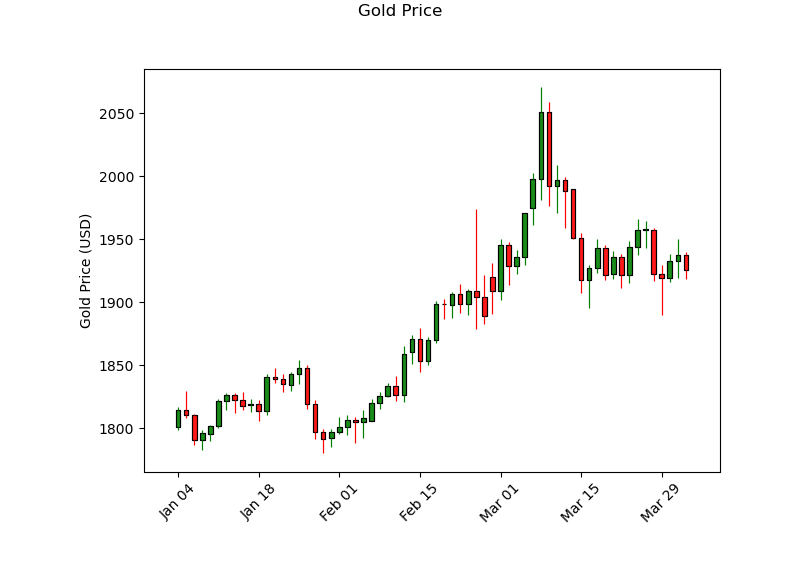 Gold Price
Gold Price (USD)
2050
2000
1950
1900
1850
1800
Jan 04
Jan 18
Feb 01
Feb 15
Mar 01
Mar 15
Mar 29